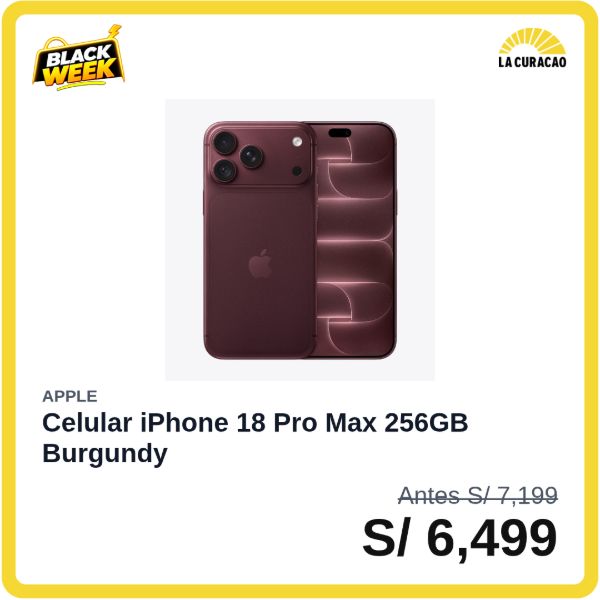 BLACK
WEEK
LA CURACAO
APPLE
Celular iPhone 18 Pro Max 256GB
Burgundy
Antes S/ 7,199
S/ 6,499